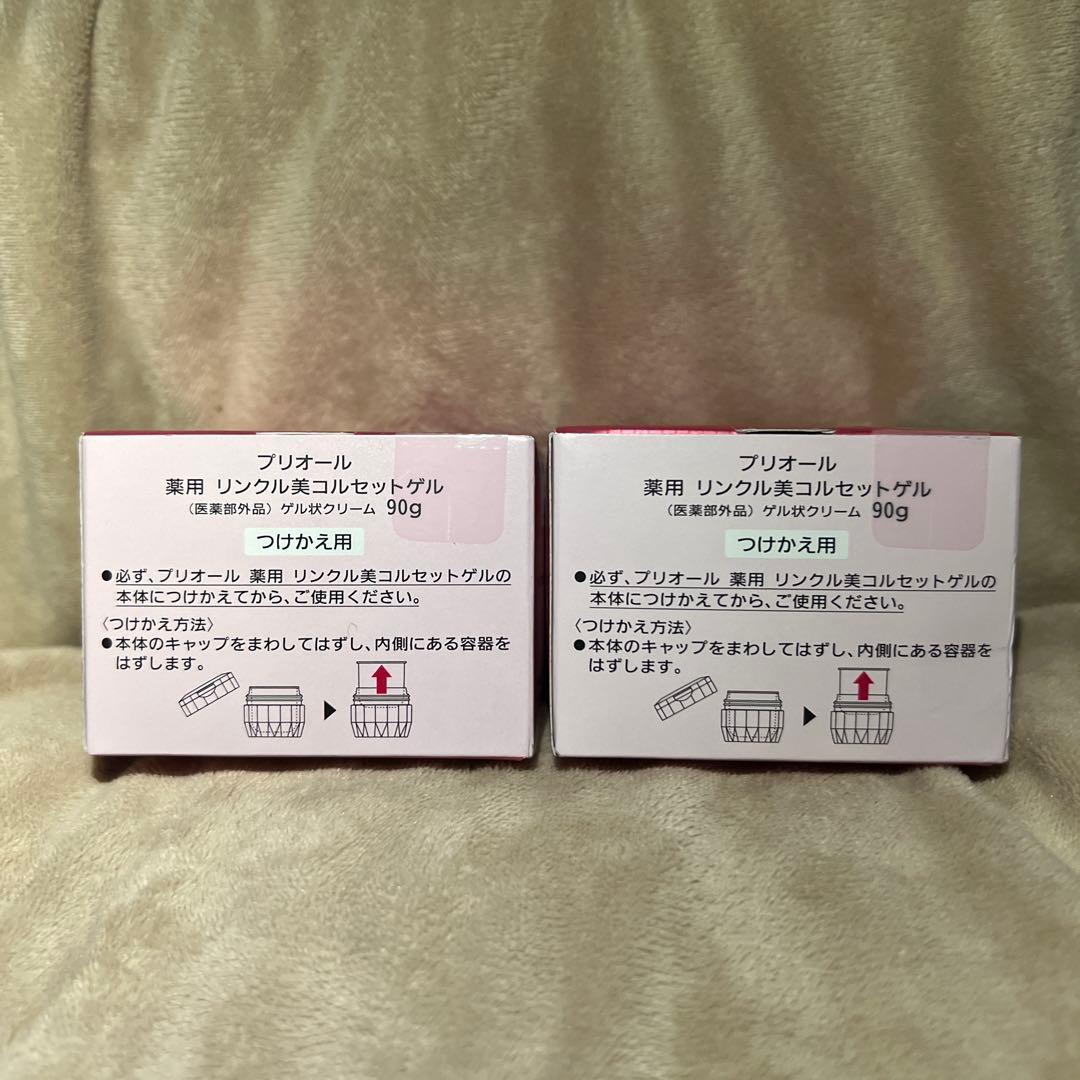 プリオール
薬用 リンクル美コルセットゲル
（医薬部外品）ゲル状クリーム 90g
つけかえ用
●必ず、プリオール 薬用 リンクル美コルセットゲルの
本体につけかえてから、ご使用ください。
〈つけかえ方法〉
●本体のキャップをまわしてはずし、内側にある容器を
はずします。
プリオール
薬用 リンクル美コルセットゲル
（医薬部外品）ゲル状クリーム 90g
つけかえ用
●必ず、プリオール 薬用 リンクル美コルセットゲルの
本体につけかえてから、ご使用ください。
〈つけかえ方法〉
●本体のキャップをまわしてはずし、内側にある容器を
はずします。